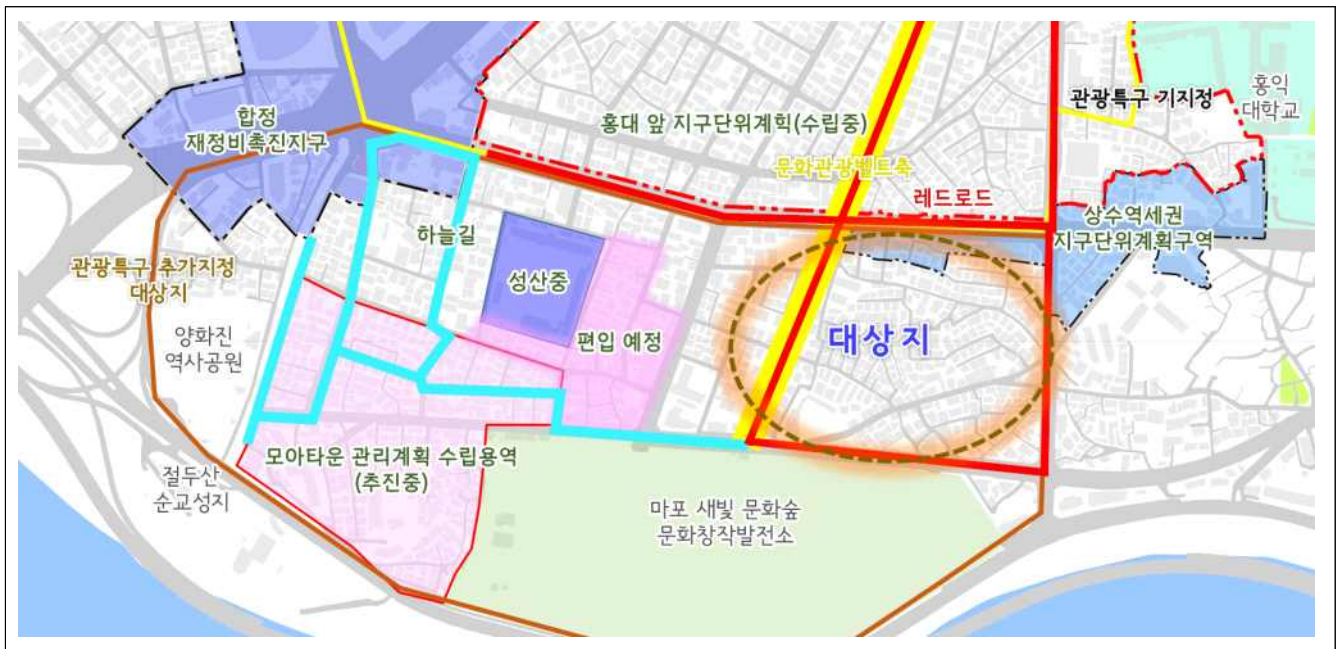 관광특구 기지정
홍익
대학교
합정
재정비촉진지구
홍대 앞 지구단위계획(수립중)
문화관광벨트축
레드로드
상수역세권
지구단위계획구역
하늘길
관광특구 추가지정
대상지
성산중
양화진
역사공원
편입 예정
대상지
모아타운 관리계획 수립용역
(추진중)
절두산
순교성지
마포 새빛 문화숲
문화창작발전소